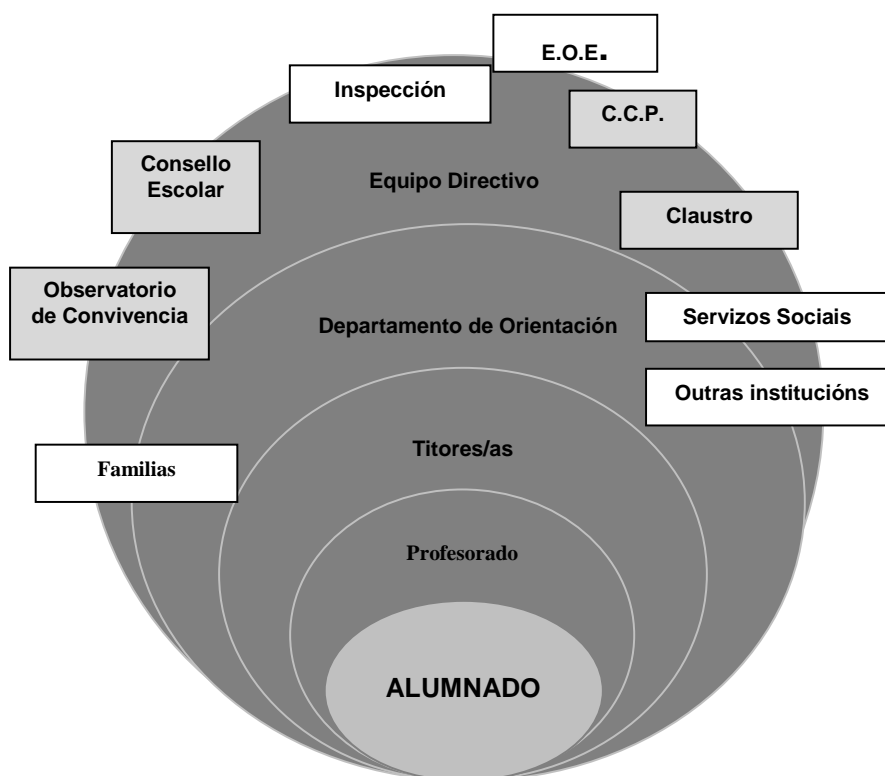 E.O.E.
Inspección
C.C.P.
Consello
Escolar
Equipo Directivo
Claustro
Observatorio
de Convivencia
Servizos Sociais
Departamento de Orientación
Outras institucións
Titores/as
Familias
Profesorado
ALUMNADO